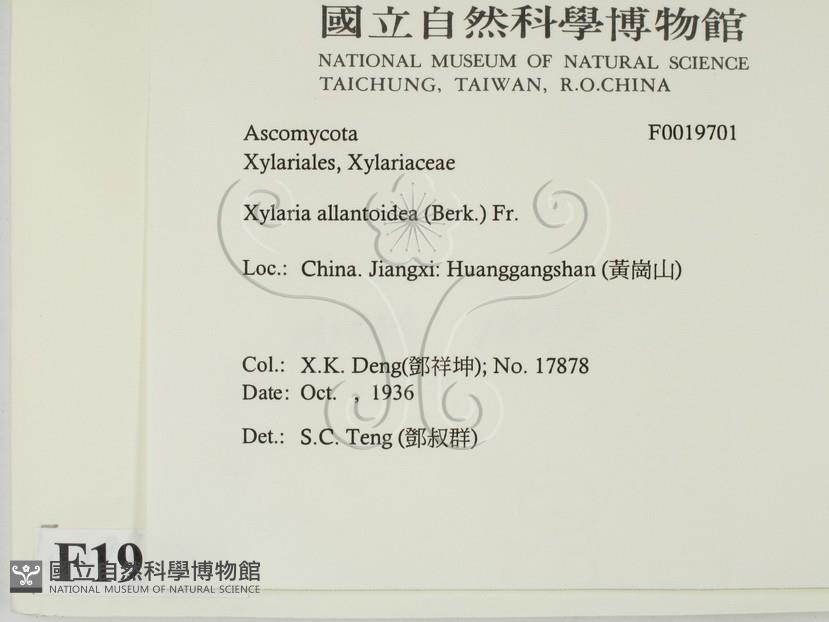 國立自然科學博物館
NATIONAL MUSEUM OF NATURAL SCIENCE
TAICHUNG, TAIWAN, R.O.CHINA
Ascomycota F0019701
Xylariales, Xylariaceae
Xylaria allantoidea (Berk.) Fr.
Loc.: China. Jiangxi: Huanggangshan (黃崗山)
Col.: X.K. Deng(鄧祥坤); No. 17878
Date: Oct. , 1936
Det.: S.C. Teng (鄧叔群)
F19
國立自然科學博物館
NATIONAL MUSEUM OF NATURAL SCIENCE